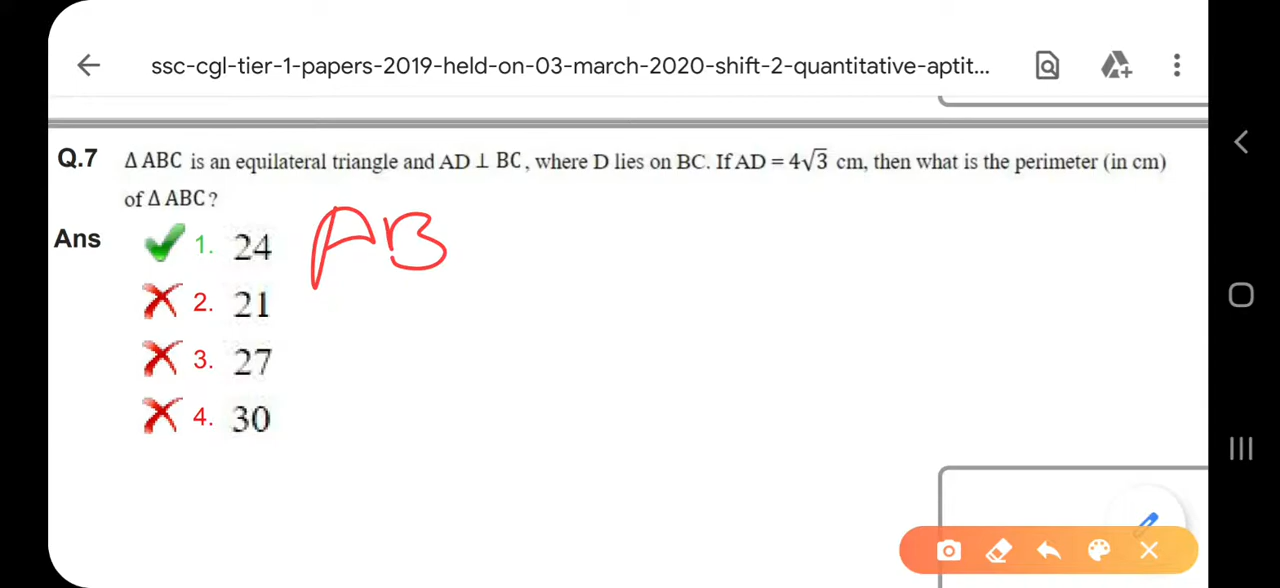 ssc-cgl-tier-1-papers-2019-held-on-03-march-2020-shift-2-quantitative-aptit...
Q.7 Δ ABC is an equilateral triangle and AD ⊥ BC, where D lies on BC. If AD = 4√3 cm, then what is the perimeter (in cm)
of Δ ABC?
Ans 1. 24 AB
2. 21
3. 27
4. 30